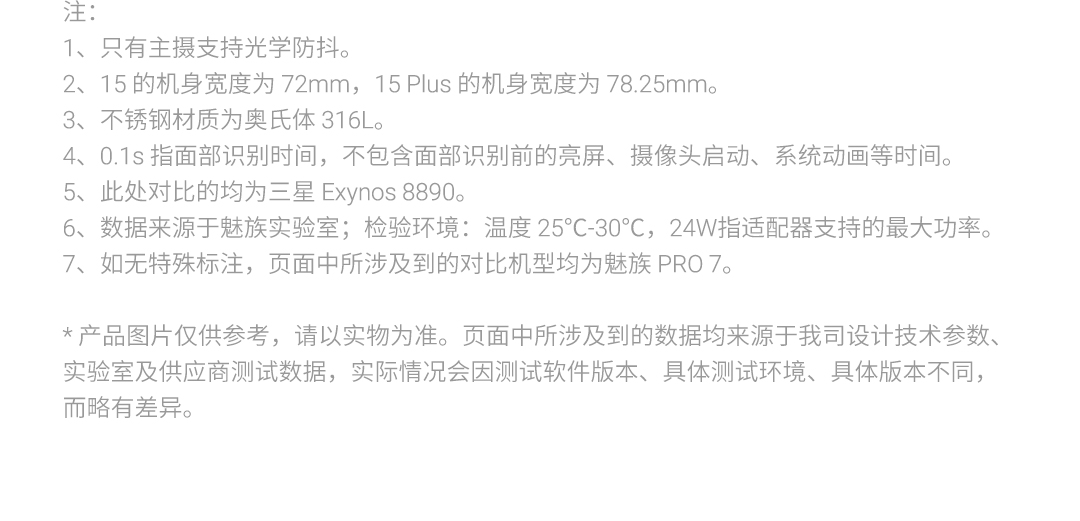 注：
1、只有主摄支持光学防抖。
2、15 的机身宽度为 72mm，15 Plus 的机身宽度为 78.25mm。
3、不锈钢材质为奥氏体 316L。
4、0.1s 指面部识别时间，不包含面部识别前的亮屏、摄像头启动、系统动画等时间。
5、此处对比的均为三星 Exynos 8890。
6、数据来源于魅族实验室；检验环境：温度 25℃-30℃，24W指适配器支持的最大功率。
7、如无特殊标注，页面中所涉及到的对比机型均为魅族 PRO 7。
* 产品图片仅供参考，请以实物为准。页面中所涉及到的数据均来源于我司设计技术参数、
实验室及供应商测试数据，实际情况会因测试软件版本、具体测试环境、具体版本不同，
而略有差异。